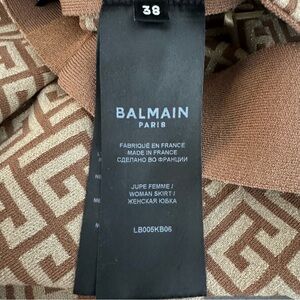 38
BALMAIN
PARIS
FABRIQUÉ EN FRANCE
MADE IN FRANCE
СДЕЛАНО ВО ФРАНЦИИ
JUPE FEMME /
WOMAN SKIRT /
ЖЕНСКАЯ ЮБКА
LB005KB06